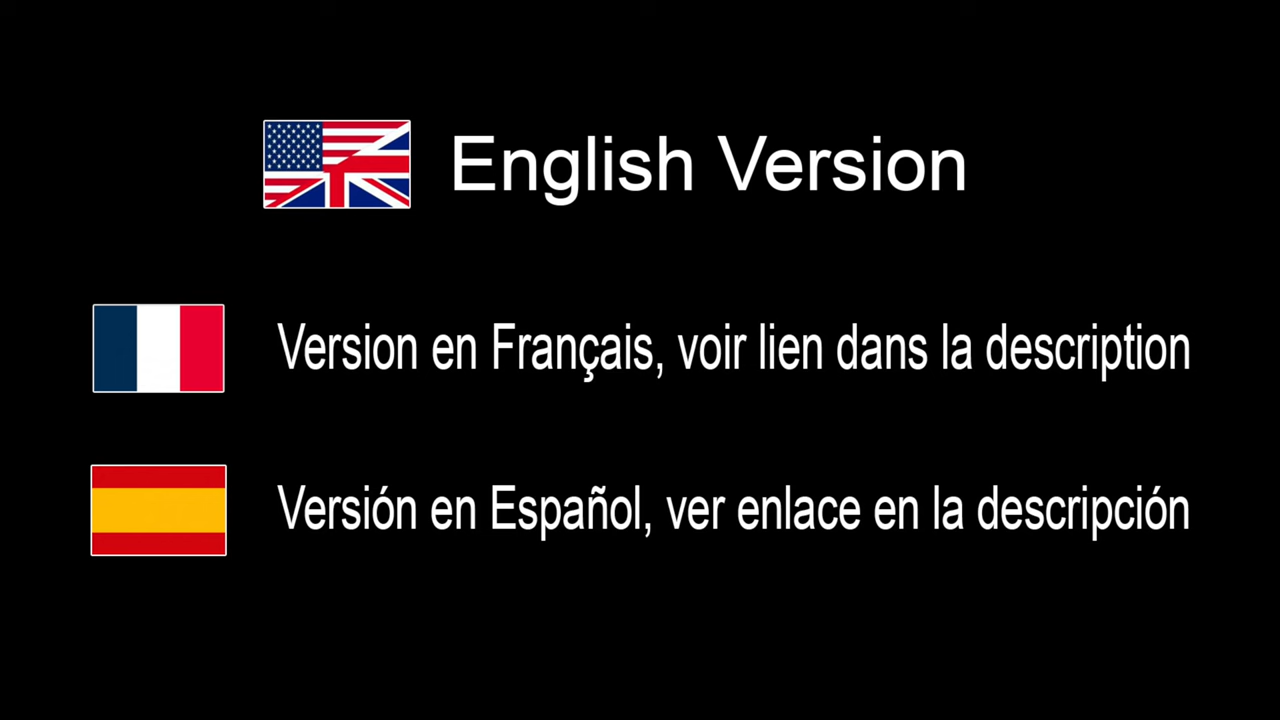 English Version
Version en Français, voir lien dans la description
Versión en Español, ver enlace en la descripción